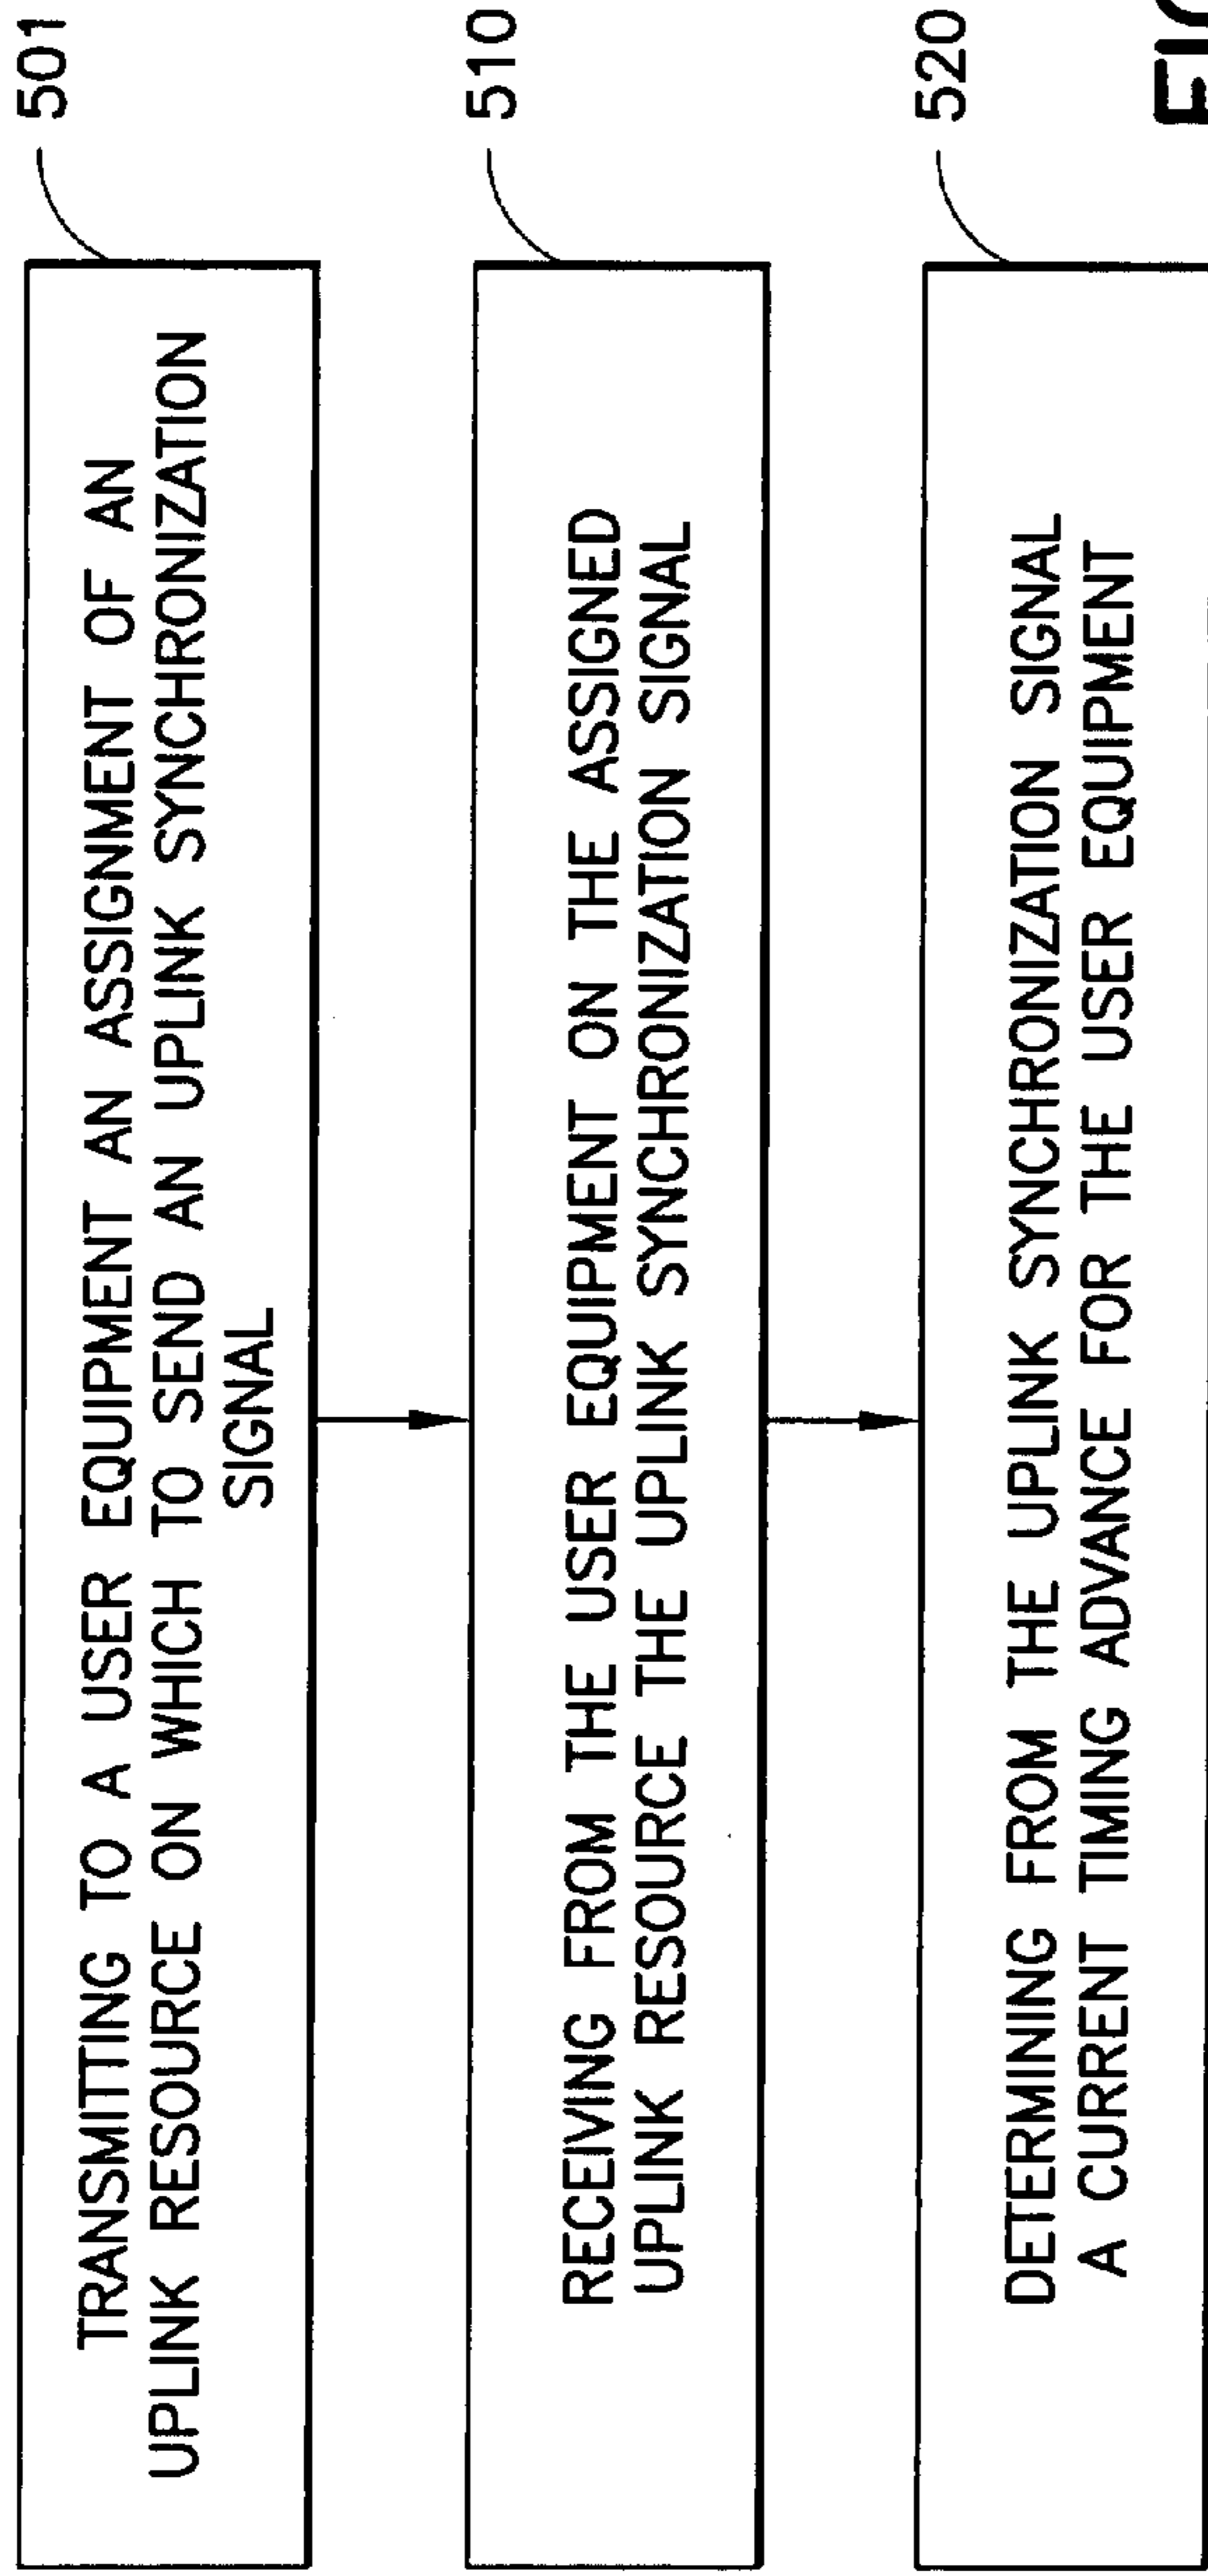 501
TRANSMITTING TO A USER EQUIPMENT AN ASSIGNMENT OF AN
UPLINK RESOURCE ON WHICH TO SEND AN UPLINK SYNCHRONIZATION
SIGNAL
510
RECEIVING FROM THE USER EQUIPMENT ON THE ASSIGNED
UPLINK RESOURCE THE UPLINK SYNCHRONIZATION SIGNAL
520
DETERMINING FROM THE UPLINK SYNCHRONIZATION SIGNAL
A CURRENT TIMING ADVANCE FOR THE USER EQUIPMENT